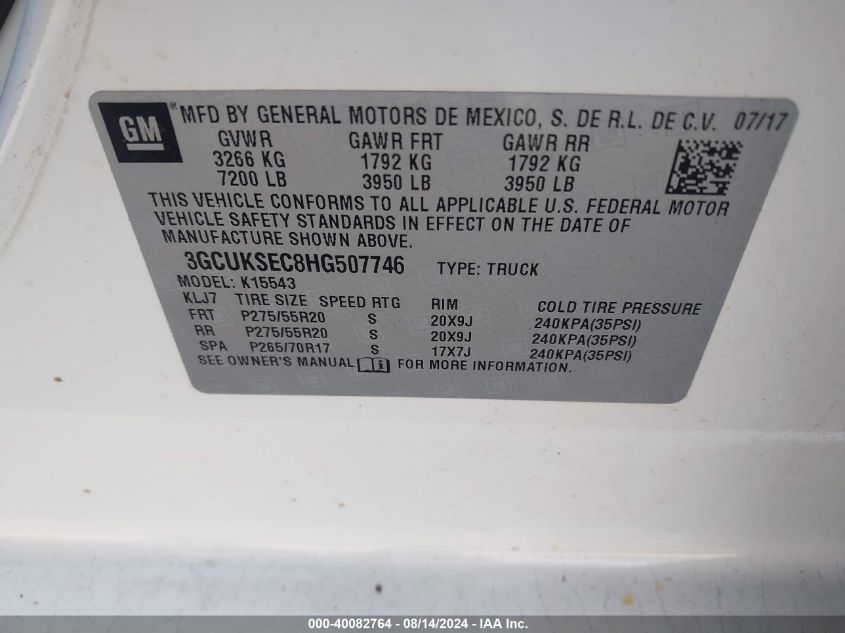 GM ® MFD BY GENERAL MOTORS DE MEXICO, S. DE R.L. DE C.V. 07/17
GVWR GAWR FRT GAWR RR
3266 KG 1792 KG 1792 KG
7200 LB 3950 LB 3950 LB
THIS VEHICLE CONFORMS TO ALL APPLICABLE U.S. FEDERAL MOTOR
VEHICLE SAFETY STANDARDS IN EFFECT ON THE DATE OF
MANUFACTURE SHOWN ABOVE.
3GCUKSEC8HG507746 TYPE: TRUCK
MODEL: K15543
KLJ7 TIRE SIZE SPEED RTG RIM COLD TIRE PRESSURE
FRT P275/55R20 S 20X9J 240KPA(35PSI)
RR P275/55R20 S 20X9J 240KPA(35PSI)
SPA P265/70R17 S 17X7J 240KPA(35PSI)
SEE OWNER'S MANUAL i FOR MORE INFORMATION.
000-40082764 - 08/14/2024 - IAA Inc.